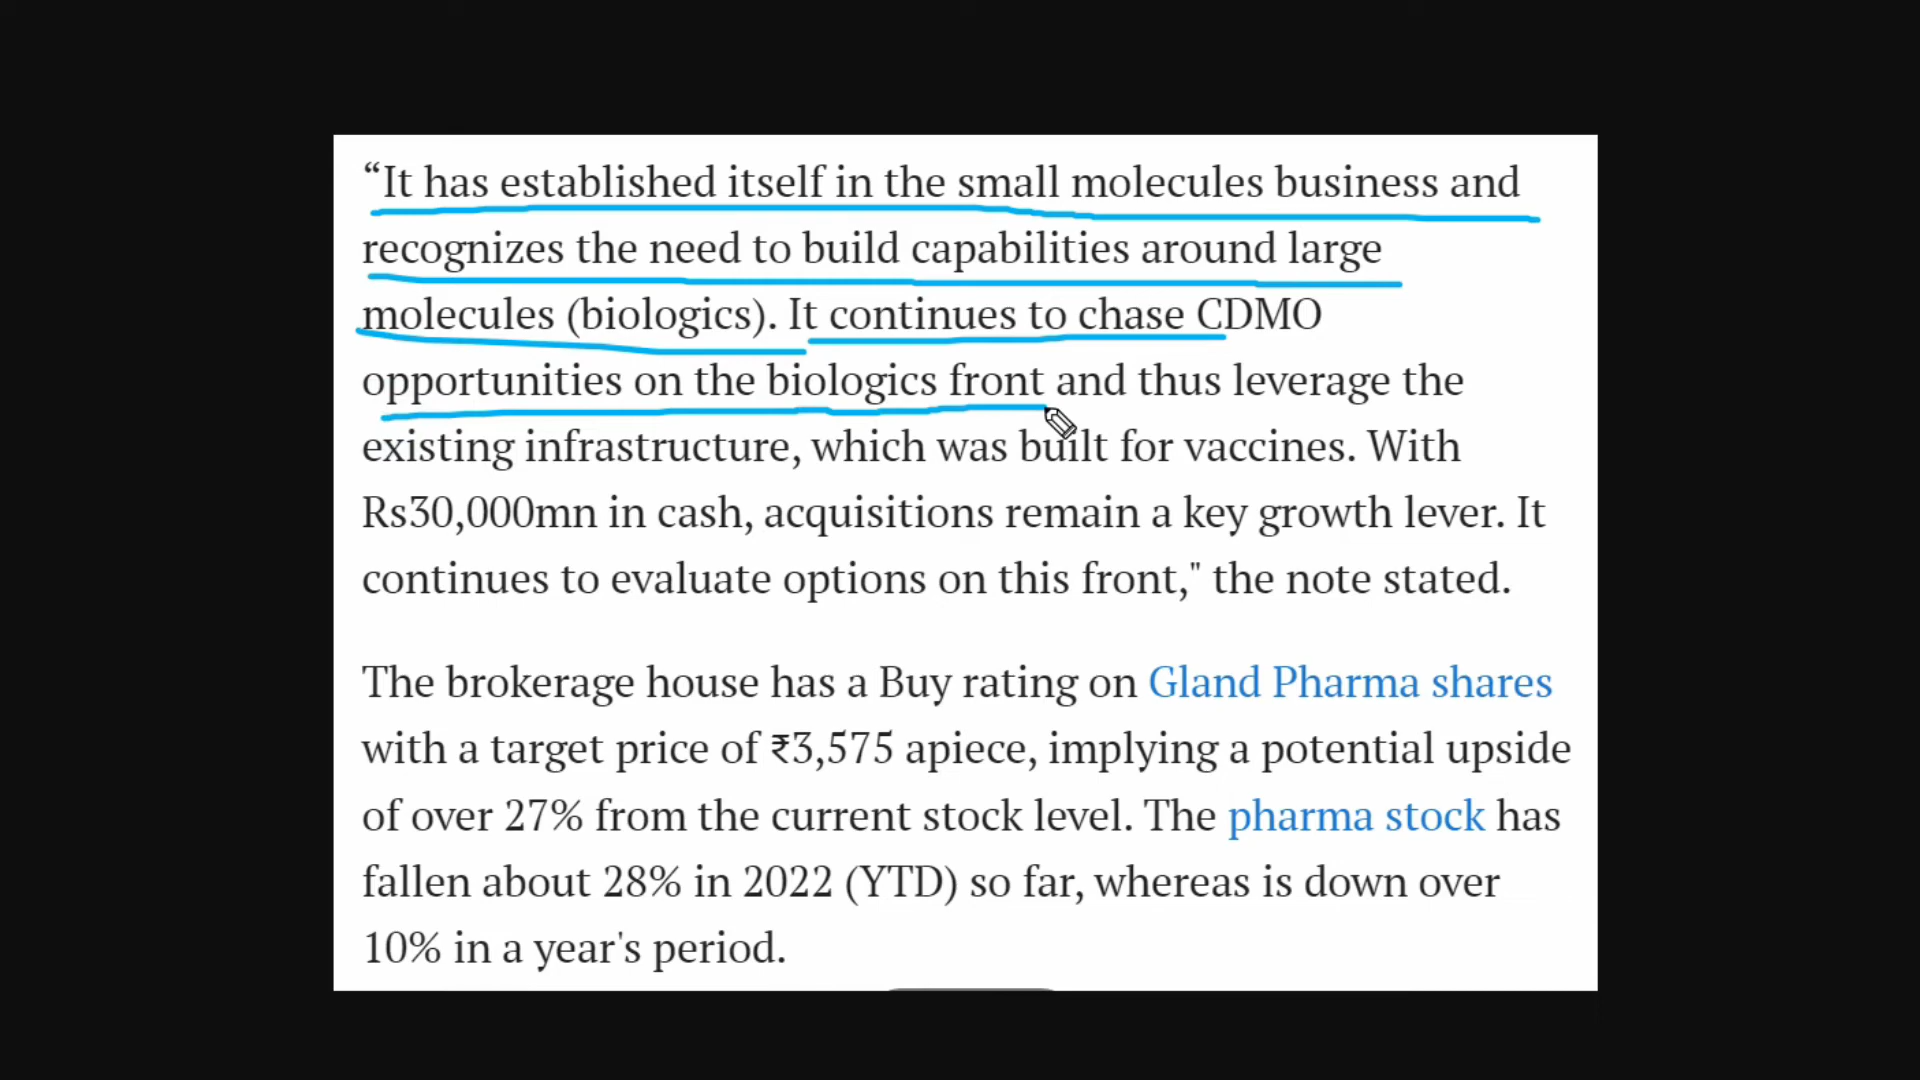 “It has established itself in the small molecules business and
recognizes the need to build capabilities around large
molecules (biologics). It continues to chase CDMO
opportunities on the biologics front and thus leverage the
existing infrastructure, which was built for vaccines. With
Rs30,000mn in cash, acquisitions remain a key growth lever. It
continues to evaluate options on this front," the note stated.
The brokerage house has a Buy rating on Gland Pharma shares
with a target price of ₹3,575 apiece, implying a potential upside
of over 27% from the current stock level. The pharma stock has
fallen about 28% in 2022 (YTD) so far, whereas is down over
10% in a year's period.